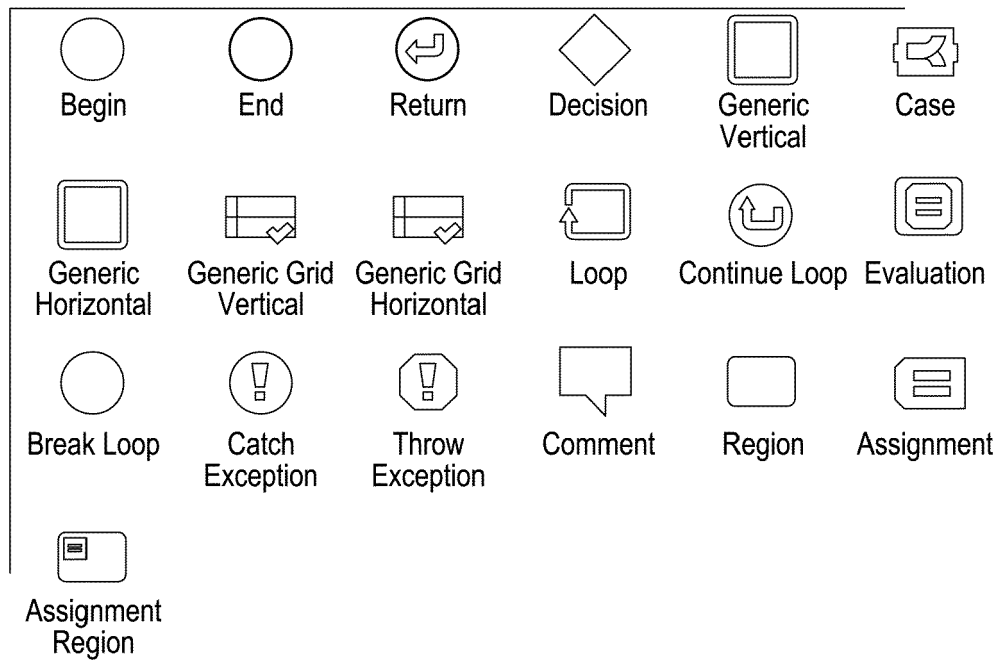 Begin
End
Return
Decision
Generic
Vertical
Case
Generic
Horizontal
Generic Grid
Vertical
Generic Grid
Horizontal
Loop
Continue Loop
Evaluation
Break Loop
Catch
Exception
Throw
Exception
Comment
Region
Assignment
Assignment
Region